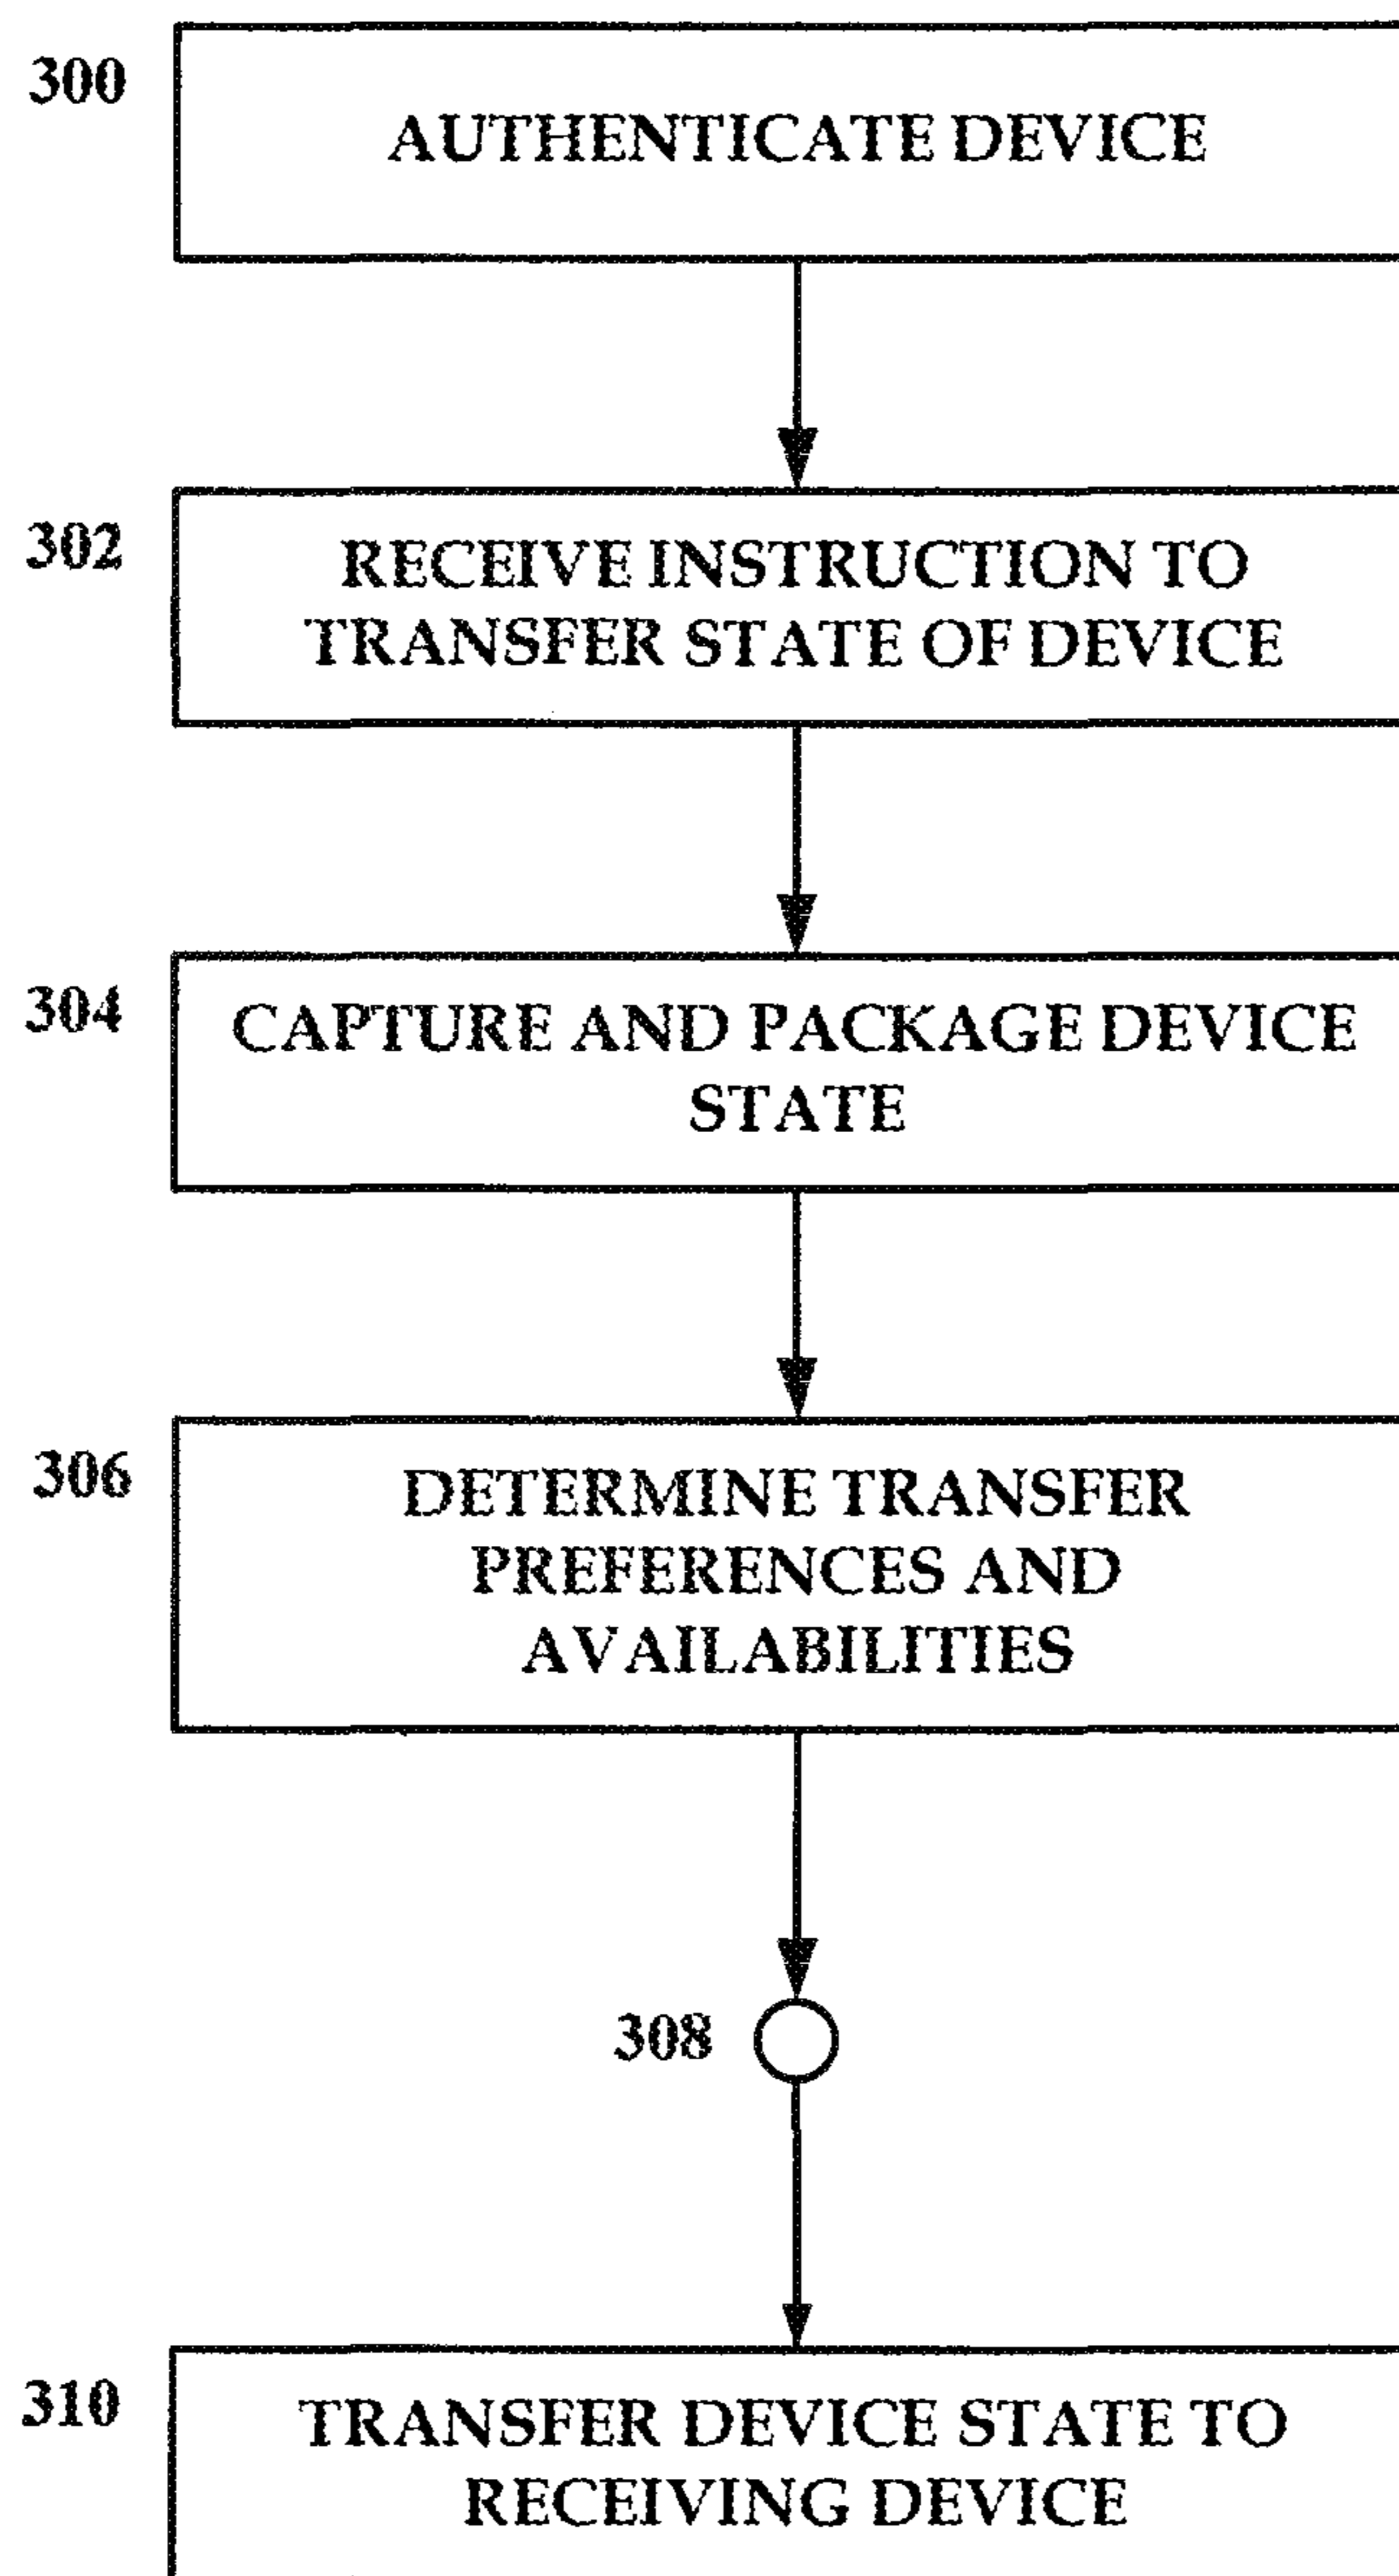 300
AUTHENTICATE DEVICE
302
RECEIVE INSTRUCTION TO
TRANSFER STATE OF DEVICE
304
CAPTURE AND PACKAGE DEVICE
STATE
306
DETERMINE TRANSFER
PREFERENCES AND
AVAILABILITIES
308
310
TRANSFER DEVICE STATE TO
RECEIVING DEVICE